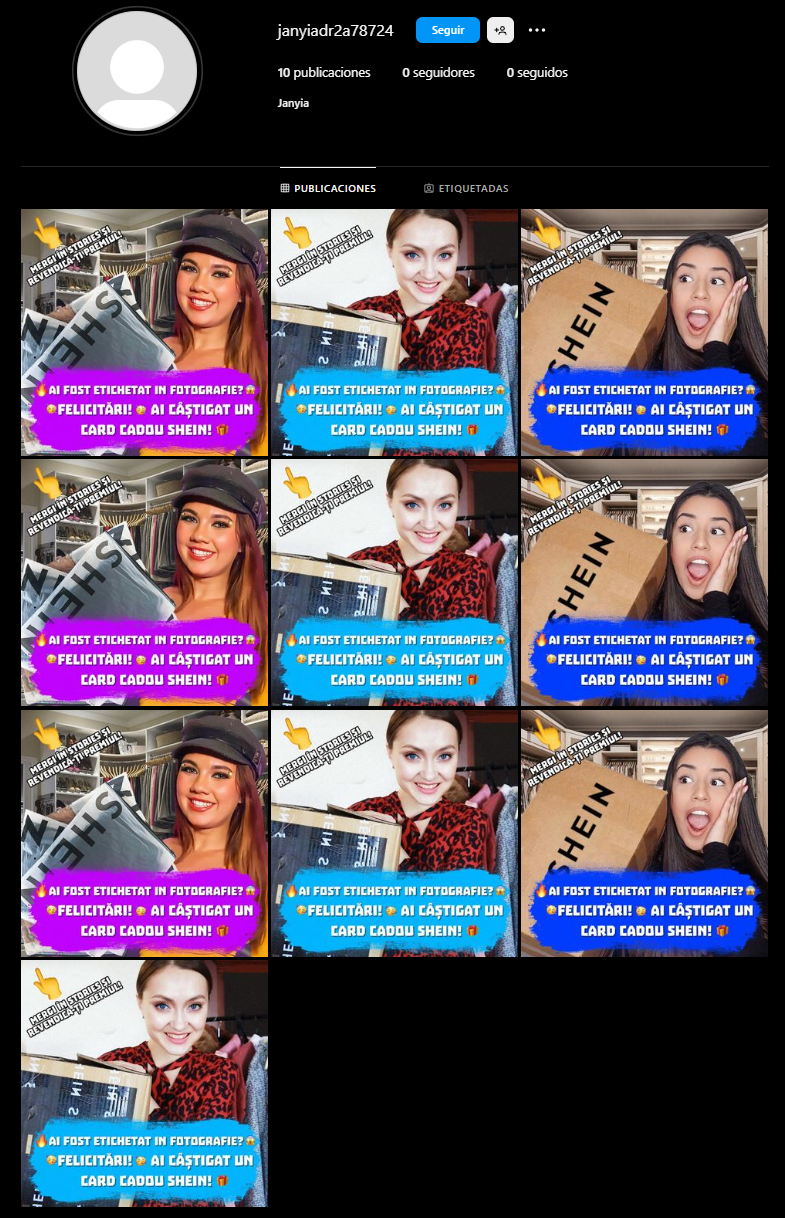 janyiadr2a78724 Seguir
10 publicaciones 0 seguidores 0 seguidos
Janyia
PUBLICACIONES ETIQUETADAS
MERGI ÎN STORIES ȘI
REVENDICĂ-ȚI PREMIUL!
SHEIN
🔥AI FOST ETICHETAT IN FOTOGRAFIE?😱
🥳FELICITĂRI! 🥳 AI CÂȘTIGAT UN
CARD CADOU SHEIN! 🎁
MERGI ÎN STORIES ȘI
REVENDICĂ-ȚI PREMIUL!
SHEIN
🔥AI FOST ETICHETAT IN FOTOGRAFIE?😱
🥳FELICITĂRI! 🥳 AI CÂȘTIGAT UN
CARD CADOU SHEIN! 🎁
MERGI ÎN STORIES ȘI
REVENDICĂ-ȚI PREMIUL!
SHEIN
🔥AI FOST ETICHETAT IN FOTOGRAFIE?😱
🥳FELICITĂRI! 🥳 AI CÂȘTIGAT UN
CARD CADOU SHEIN! 🎁
MERGI ÎN STORIES ȘI
REVENDICĂ-ȚI PREMIUL!
SHEIN
🔥AI FOST ETICHETAT IN FOTOGRAFIE?😱
🥳FELICITĂRI! 🥳 AI CÂȘTIGAT UN
CARD CADOU SHEIN! 🎁
MERGI ÎN STORIES ȘI
REVENDICĂ-ȚI PREMIUL!
SHEIN
🔥AI FOST ETICHETAT IN FOTOGRAFIE?😱
🥳FELICITĂRI! 🥳 AI CÂȘTIGAT UN
CARD CADOU SHEIN! 🎁
MERGI ÎN STORIES ȘI
REVENDICĂ-ȚI PREMIUL!
SHEIN
🔥AI FOST ETICHETAT IN FOTOGRAFIE?😱
🥳FELICITĂRI! 🥳 AI CÂȘTIGAT UN
CARD CADOU SHEIN! 🎁
MERGI ÎN STORIES ȘI
REVENDICĂ-ȚI PREMIUL!
SHEIN
🔥AI FOST ETICHETAT IN FOTOGRAFIE?😱
🥳FELICITĂRI! 🥳 AI CÂȘTIGAT UN
CARD CADOU SHEIN! 🎁
MERGI ÎN STORIES ȘI
REVENDICĂ-ȚI PREMIUL!
SHEIN
🔥AI FOST ETICHETAT IN FOTOGRAFIE?😱
🥳FELICITĂRI! 🥳 AI CÂȘTIGAT UN
CARD CADOU SHEIN! 🎁
MERGI ÎN STORIES ȘI
REVENDICĂ-ȚI PREMIUL!
SHEIN
🔥AI FOST ETICHETAT IN FOTOGRAFIE?😱
🥳FELICITĂRI! 🥳 AI CÂȘTIGAT UN
CARD CADOU SHEIN! 🎁
MERGI ÎN STORIES ȘI
REVENDICĂ-ȚI PREMIUL!
SHEIN
🔥AI FOST ETICHETAT IN FOTOGRAFIE?😱
🥳FELICITĂRI! 🥳 AI CÂȘTIGAT UN
CARD CADOU SHEIN! 🎁